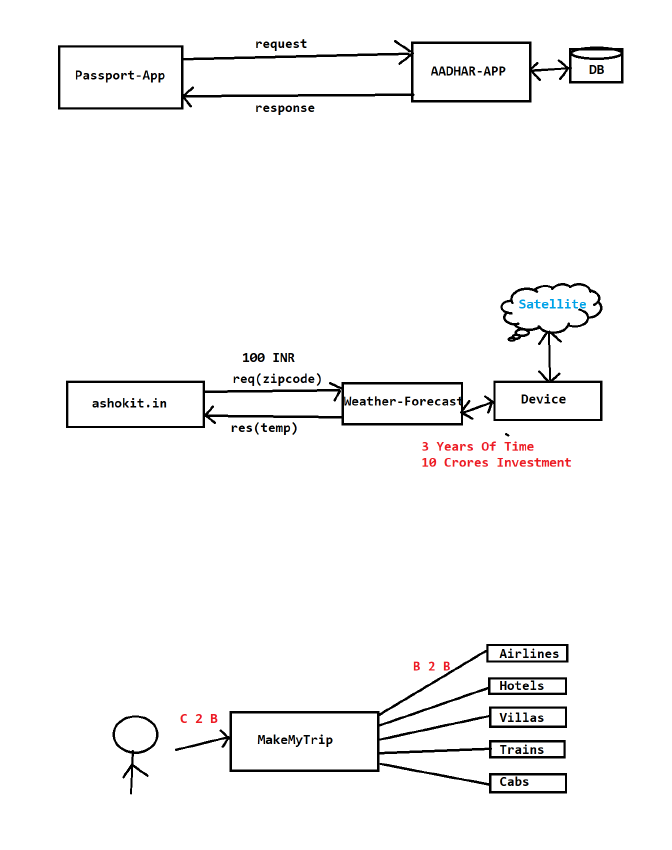 request
Passport-App
AADHAR-APP
DB
response
Satellite
100 INR
req(zipcode)
ashokit.in
Weather-Forecast
Device
res(temp)
3 Years Of Time
10 Crores Investment
Airlines
B 2 B
Hotels
C 2 B
Villas
MakeMyTrip
Trains
Cabs